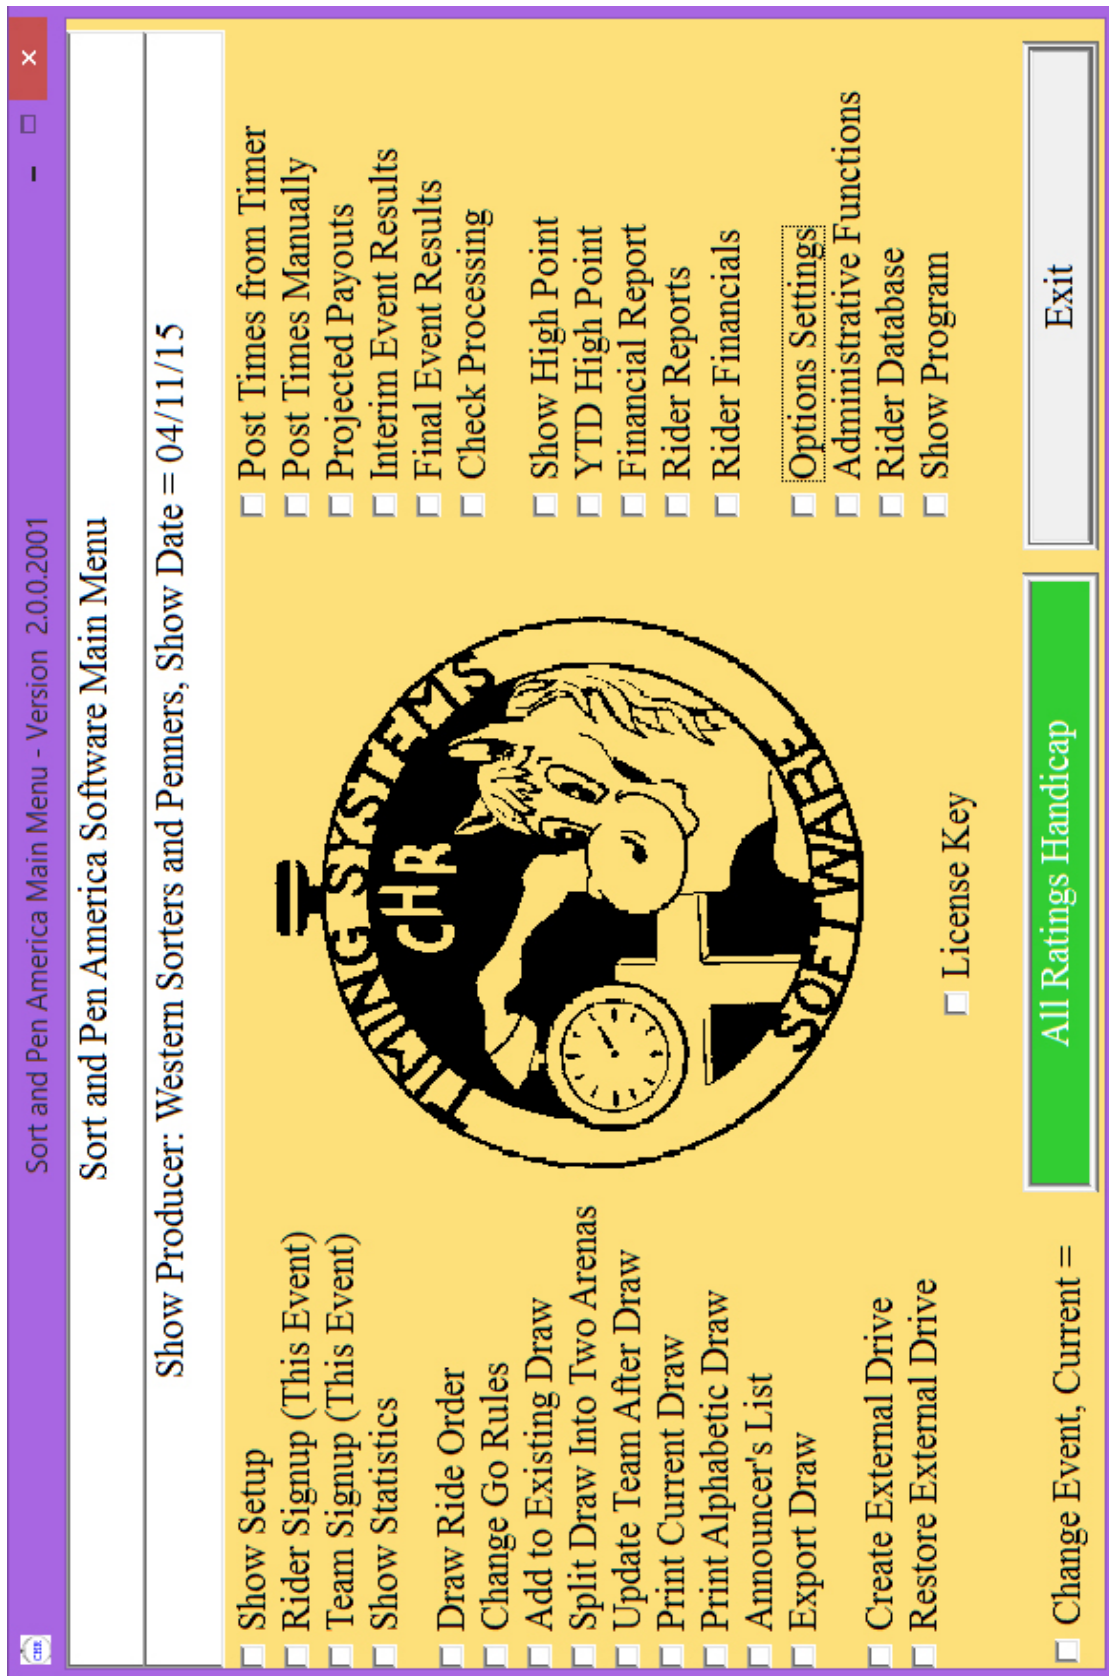 CHR
Sort and Pen America Main Menu - Version 2.0.0.2001
Sort and Pen America Software Main Menu
Show Producer: Western Sorters and Penners, Show Date = 04/11/15
Show Setup
Rider Signup (This Event)
Team Signup (This Event)
Show Statistics
Draw Ride Order
Change Go Rules
Add to Existing Draw
Split Draw Into Two Arenas
Update Team After Draw
Print Current Draw
Print Alphabetic Draw
Announcer's List
Export Draw
Create External Drive
Restore External Drive
Change Event, Current =
TIMING SYSTEMS
CHR
SOFTWARE
License Key
All Ratings Handicap
Post Times from Timer
Post Times Manually
Projected Payouts
Interim Event Results
Final Event Results
Check Processing
Show High Point
YTD High Point
Financial Report
Rider Reports
Rider Financials
Options Settings
Administrative Functions
Rider Database
Show Program
Exit